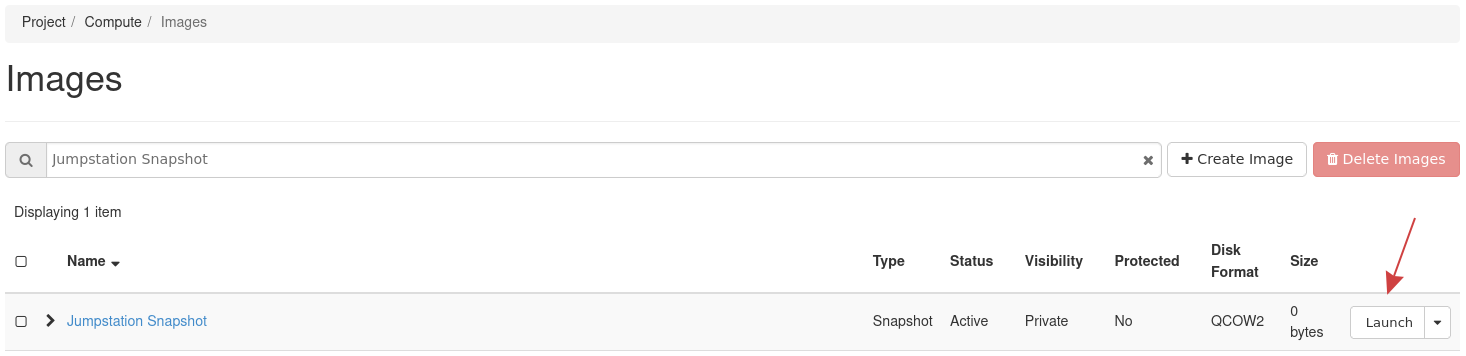 Project / Compute / Images
Images
Jumpstation Snapshot
Create Image
Delete Images
Displaying 1 item
Name Type Status Visibility Protected Disk Format Size
Jumpstation Snapshot Snapshot Active Private No QCOW2 0 bytes Launch